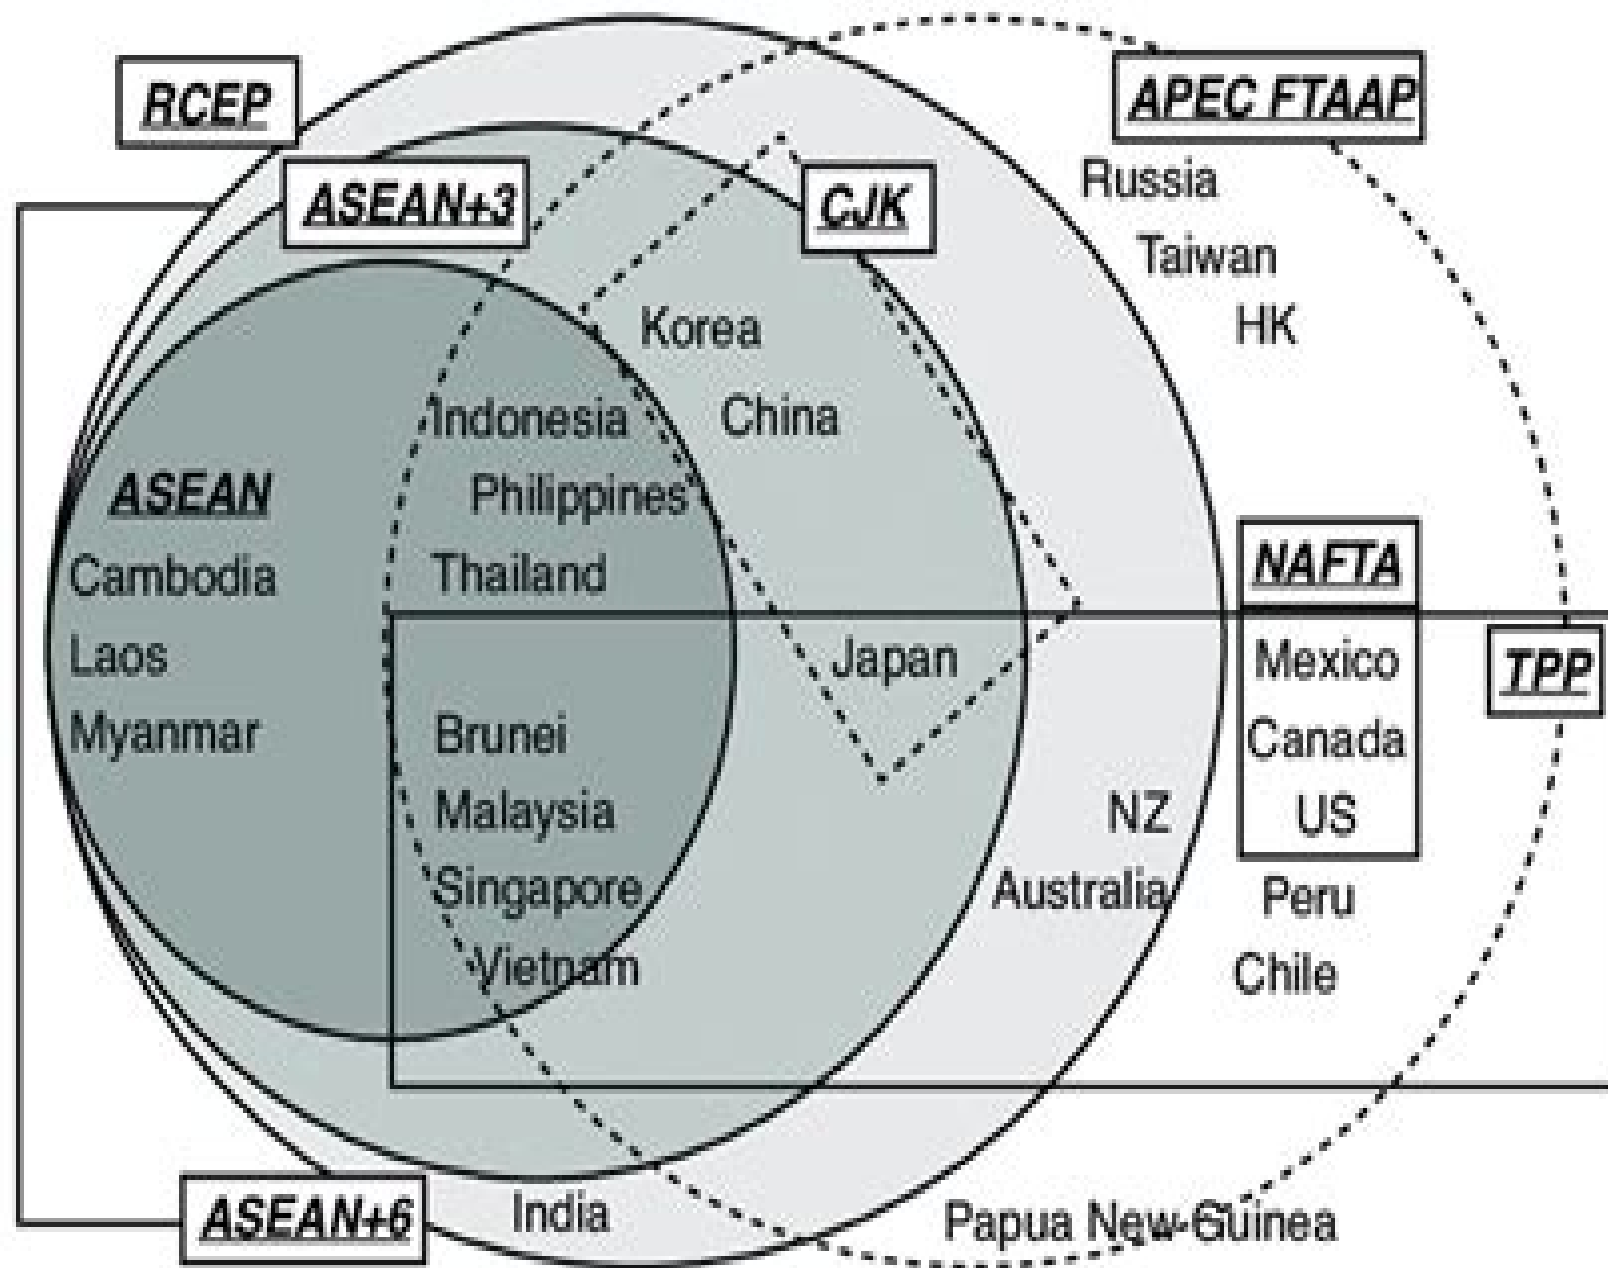 RCEP
APEC FTAAP
ASEAN+3
CJK
Russia
Taiwan
HK
Korea
China
Indonesia
Philippines
Thailand
ASEAN
Cambodia
Laos
Myanmar
NAFTA
Mexico
Canada
US
TPP
Japan
Brunei
Malaysia
Singapore
Vietnam
NZ
Australia
Peru
Chile
ASEAN+6
India
Papua New Guinea